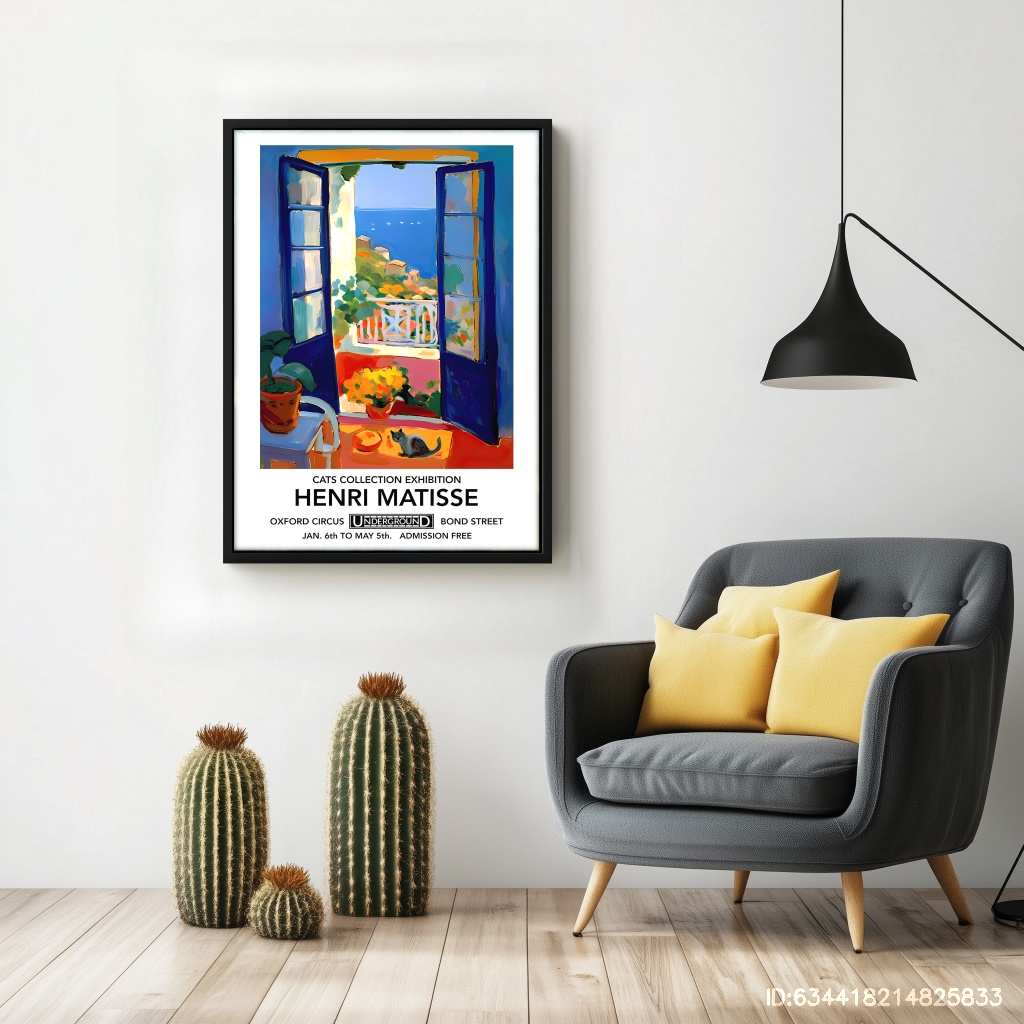 CATS COLLECTION EXHIBITION
HENRI MATISSE
OXFORD CIRCUS UNDERGROUND BOND STREET
JAN. 6th TO MAY 5th. ADMISSION FREE
ID:634418214825833